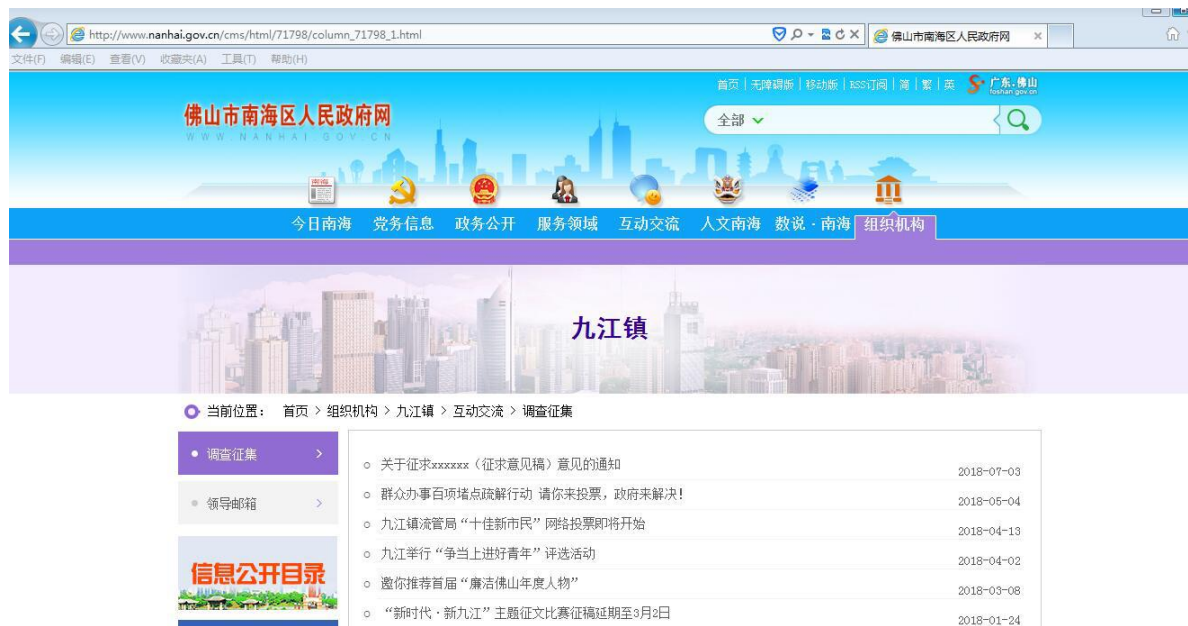 http://www.nanhai.gov.cn/cms/html/71798/column_71798_1.html
佛山市南海区人民政府网
文件(F) 编辑(E) 查看(V) 收藏夹(A) 工具(T) 帮助(H)
首页 | 无障碍版 | 移动版 | RSS订阅 | 简 | 繁 | 英 广东·佛山
foshan.gov.cn
佛山市南海区人民政府网
WWW.NANHAI.GOV.CN
全部
今日南海 党务信息 政务公开 服务领域 互动交流 人文南海 数说·南海 组织机构
九江镇
当前位置： 首页 > 组织机构 > 九江镇 > 互动交流 > 调查征集
调查征集
领导邮箱
信息公开目录
关于征求xxxxxx（征求意见稿）意见的通知 2018-07-03
群众办事百项堵点疏解行动 请你来投票，政府来解决！ 2018-05-04
九江镇流管局“十佳新市民”网络投票即将开始 2018-04-13
九江举行“争当上进好青年”评选活动 2018-04-02
邀你推荐首届“廉洁佛山年度人物” 2018-03-08
“新时代·新九江”主题征文比赛征稿延期至3月2日 2018-01-24